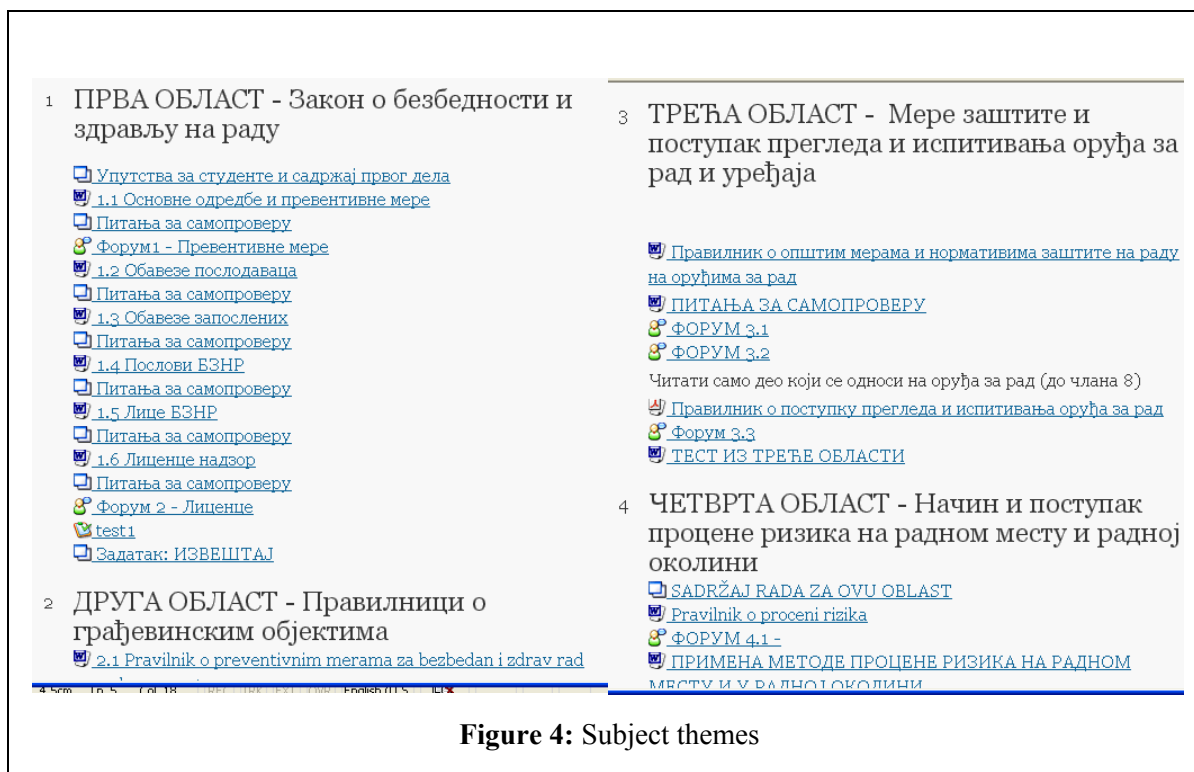 1 ПРВА ОБЛАСТ - Закон о безбедности и
здрављу на раду
Упутства за студенте и садржај првог дела
1.1 Основне одредбе и превентивне мере
Питања за самопроверу
Форум1 - Превентивне мере
1.2 Обавезе послодаваца
Питања за самопроверу
1.3 Обавезе запослених
Питања за самопроверу
1.4 Послови БЗНР
Питања за самопроверу
1.5 Лице БЗНР
Питања за самопроверу
1.6 Лиценце надзор
Питања за самопроверу
Форум 2 - Лиценце
test1
Задатак: ИЗВЕШТАЈ
2 ДРУГА ОБЛАСТ - Правилници о
грађевинским објектима
2.1 Pravilnik o preventivnim merama za bezbedan i zdrav rad
3 ТРЕЋА ОБЛАСТ - Мере заштите и
поступак прегледа и испитивања оруђа за
рад и уређаја
Правилник о општим мерама и нормативима заштите на раду
на оруђима за рад
ПИТАЊА ЗА САМОПРОВЕРУ
ФОРУМ 3.1
ФОРУМ 3.2
Читати само део који се односи на оруђа за рад (до члана 8)
Правилник о поступку прегледа и испитивања оруђа за рад
Форум 3.3
ТЕСТ ИЗ ТРЕЋЕ ОБЛАСТИ
4 ЧЕТВРТА ОБЛАСТ - Начин и поступак
процене ризика на радном месту и радној
околини
SADRŽAJ RADA ZA OVU OBLAST
Pravilnik o proceni rizika
ФОРУМ 4.1 -
ПРИМЕНА МЕТОДЕ ПРОЦЕНЕ РИЗИКА НА РАДНОМ
МЕСТУ И У РАДНОЈ ОКОЛИНИ
Figure 4: Subject themes